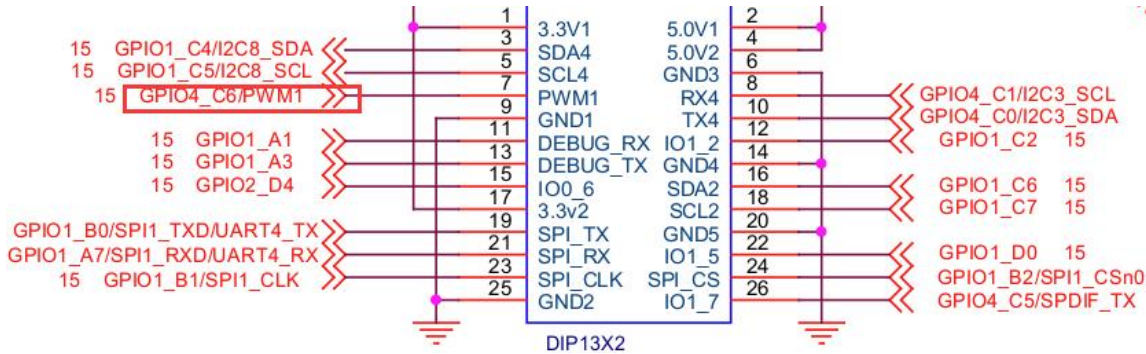 1 3.3V1 5.0V1 2
15 GPIO1_C4/I2C8_SDA 3 SDA4 5.0V2 4
15 GPIO1_C5/I2C8_SCL 5 SCL4 GND3 6
15 GPIO4_C6/PWM1 7 PWM1 RX4 8 GPIO4_C1/I2C3_SCL
9 GND1 TX4 10 GPIO4_C0/I2C3_SDA
15 GPIO1_A1 11 DEBUG_RX IO1_2 12 GPIO1_C2 15
15 GPIO1_A3 13 DEBUG_TX GND4 14
15 GPIO2_D4 15 IO0_6 SDA2 16 GPIO1_C6 15
17 3.3v2 SCL2 18 GPIO1_C7 15
GPIO1_B0/SPI1_TXD/UART4_TX 19 SPI_TX GND5 20
GPIO1_A7/SPI1_RXD/UART4_RX 21 SPI_RX IO1_5 22 GPIO1_D0 15
15 GPIO1_B1/SPI1_CLK 23 SPI_CLK SPI_CS 24 GPIO1_B2/SPI1_CSn0
25 GND2 IO1_7 26 GPIO4_C5/SPDIF_TX
DIP13X2